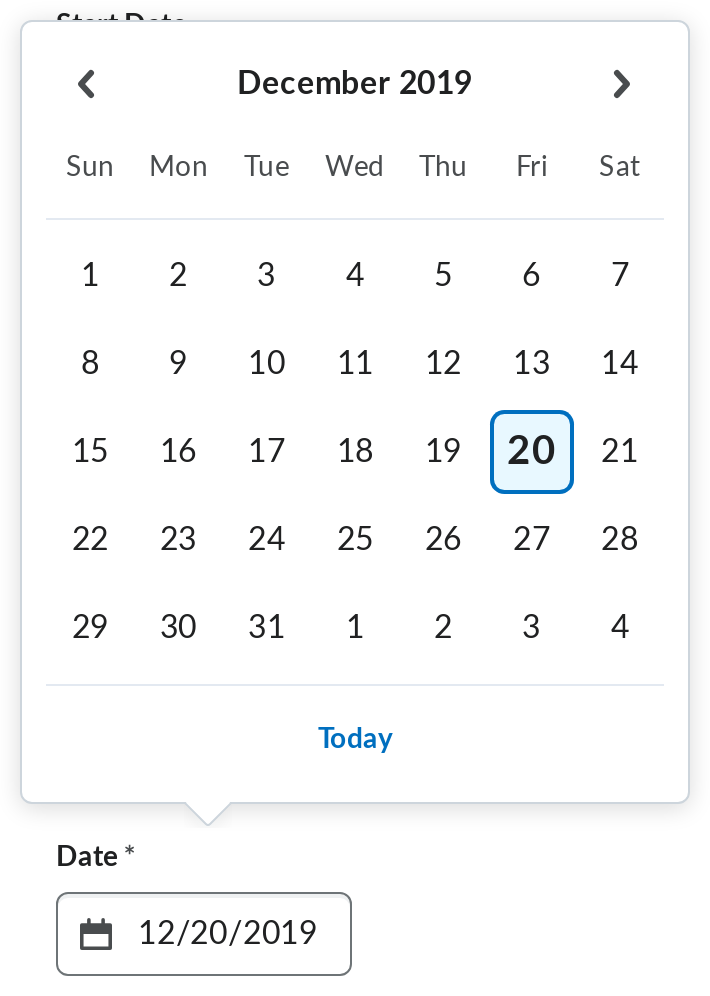 Start Date
December 2019
Sun Mon Tue Wed Thu Fri Sat
1 2 3 4 5 6 7
8 9 10 11 12 13 14
15 16 17 18 19 20 21
22 23 24 25 26 27 28
29 30 31 1 2 3 4
Today
Date *
12/20/2019